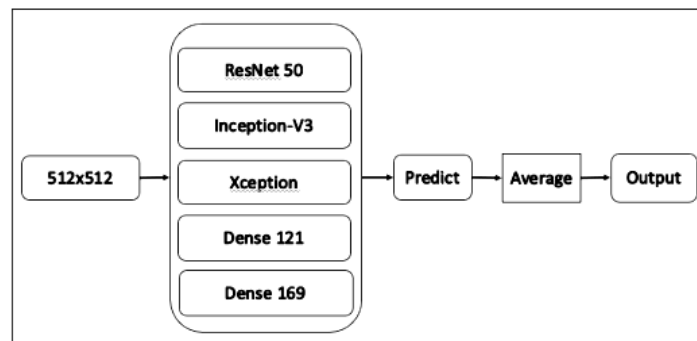 ResNet 50
Inception-V3
512x512
Xception
Predict
Average
Output
Dense 121
Dense 169